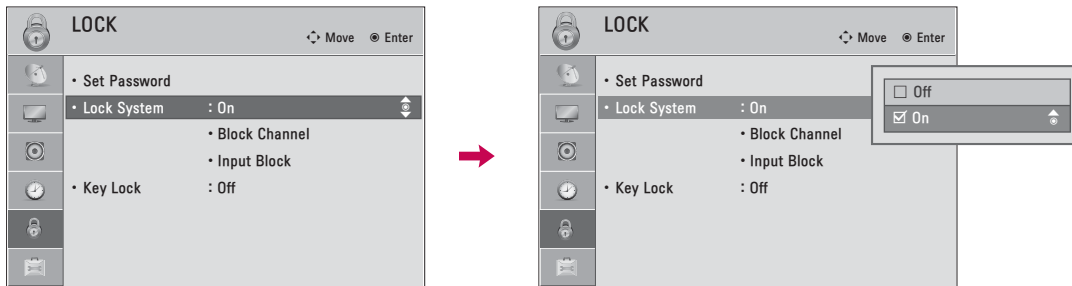 LOCK
Move Enter
• Set Password
• Lock System : On
• Block Channel
• Input Block
• Key Lock : Off
LOCK
Move Enter
• Set Password
• Lock System : On
• Block Channel
• Input Block
• Key Lock : Off
Off
On